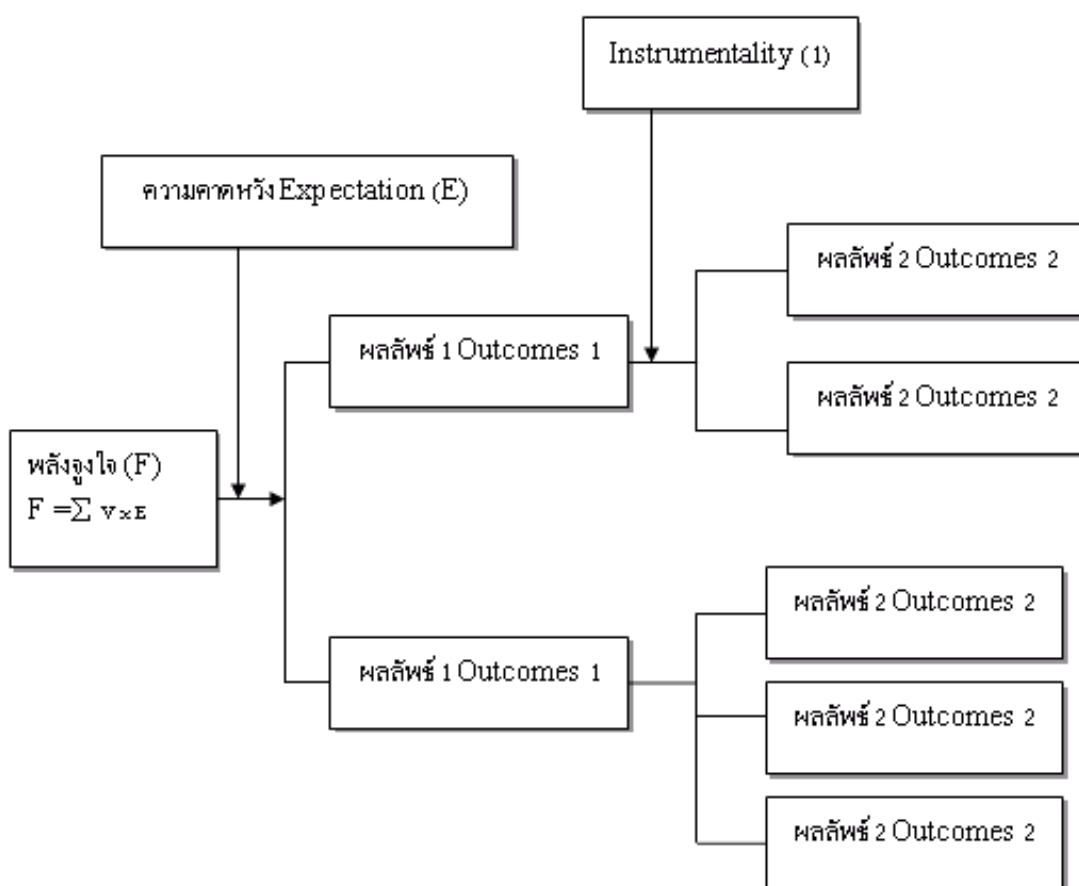 Instrumentality (1)
ความคาดหวัง Expectation (E)
ผลลัพธ์ 2 Outcomes 2
ผลลัพธ์ 1 Outcomes 1
ผลลัพธ์ 2 Outcomes 2
พลังจูงใจ (F)
F =∑ V x E
ผลลัพธ์ 2 Outcomes 2
ผลลัพธ์ 1 Outcomes 1
ผลลัพธ์ 2 Outcomes 2
ผลลัพธ์ 2 Outcomes 2